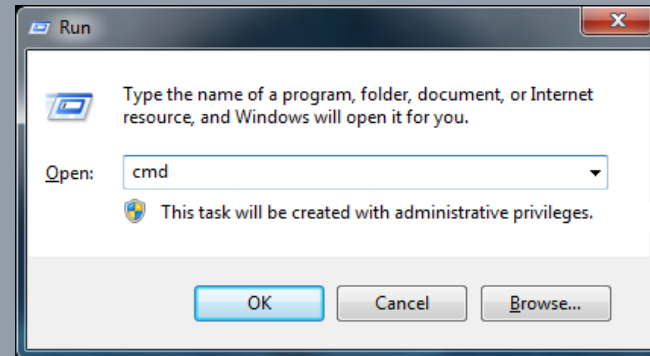 Run
Type the name of a program, folder, document, or Internet
resource, and Windows will open it for you.
Open: cmd
This task will be created with administrative privileges.
OK Cancel Browse...